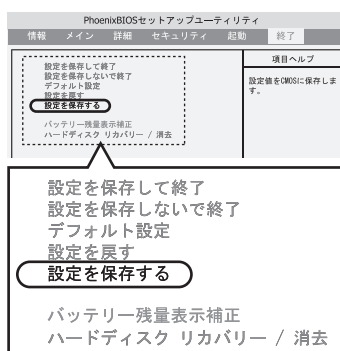 PhoenixBIOSセットアップユーティリティ
情報 メイン 詳細 セキュリティ 起動 終了
項目ヘルプ
設定を保存して終了
設定を保存しないで終了
デフォルト設定
設定を戻す
設定を保存する
バッテリー残量表示補正
ハードディスク リカバリー / 消去
設定値をCMOSに保存しま
す。
設定を保存して終了
設定を保存しないで終了
デフォルト設定
設定を戻す
設定を保存する
バッテリー残量表示補正
ハードディスク リカバリー / 消去